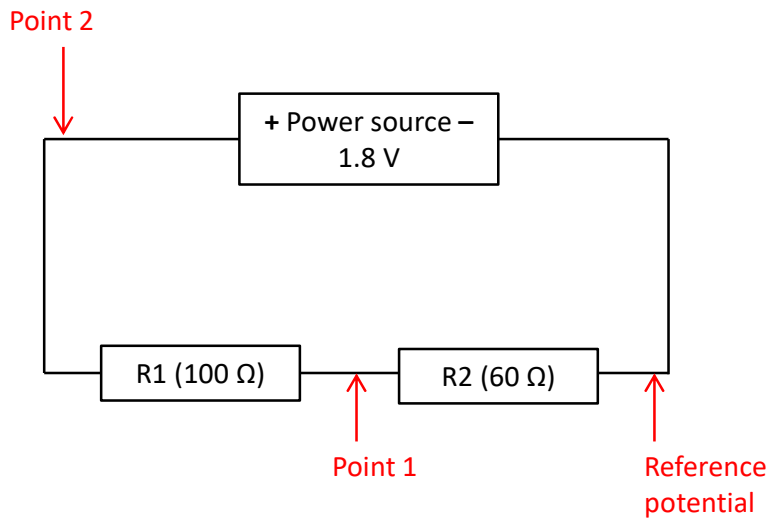 Point 2
+ Power source –
1.8 V
R1 (100 Ω)
R2 (60 Ω)
Point 1
Reference
potential